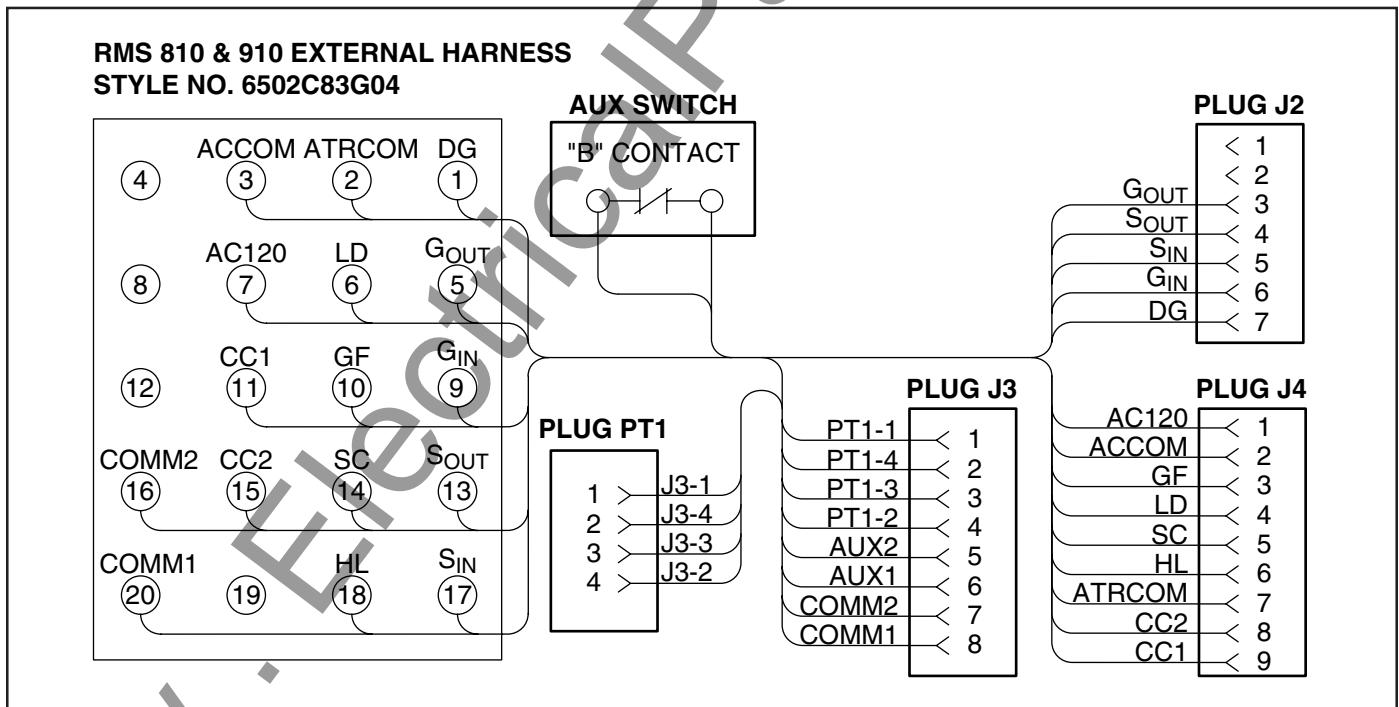 RMS 810 & 910 EXTERNAL HARNESS
STYLE NO. 6502C83G04
ACCOM ATRCOM DG
4 3 2 1
AC120 LD GOUT
8 7 6 5
CC1 GF GIN
12 11 10 9
COMM2 CC2 SC SOUT
16 15 14 13
COMM1 HL SIN
20 19 18 17
AUX SWITCH
"B" CONTACT
PLUG PT1
1 J3-1
2 J3-4
3 J3-3
4 J3-2
PLUG J3
PT1-1 1
PT1-4 2
PT1-3 3
PT1-2 4
AUX2 5
AUX1 6
COMM2 7
COMM1 8
PLUG J2
1
2
GOUT 3
SOUT 4
SIN 5
GIN 6
DG 7
PLUG J4
AC120 1
ACCOM 2
GF 3
LD 4
SC 5
HL 6
ATRCOM 7
CC2 8
CC1 9